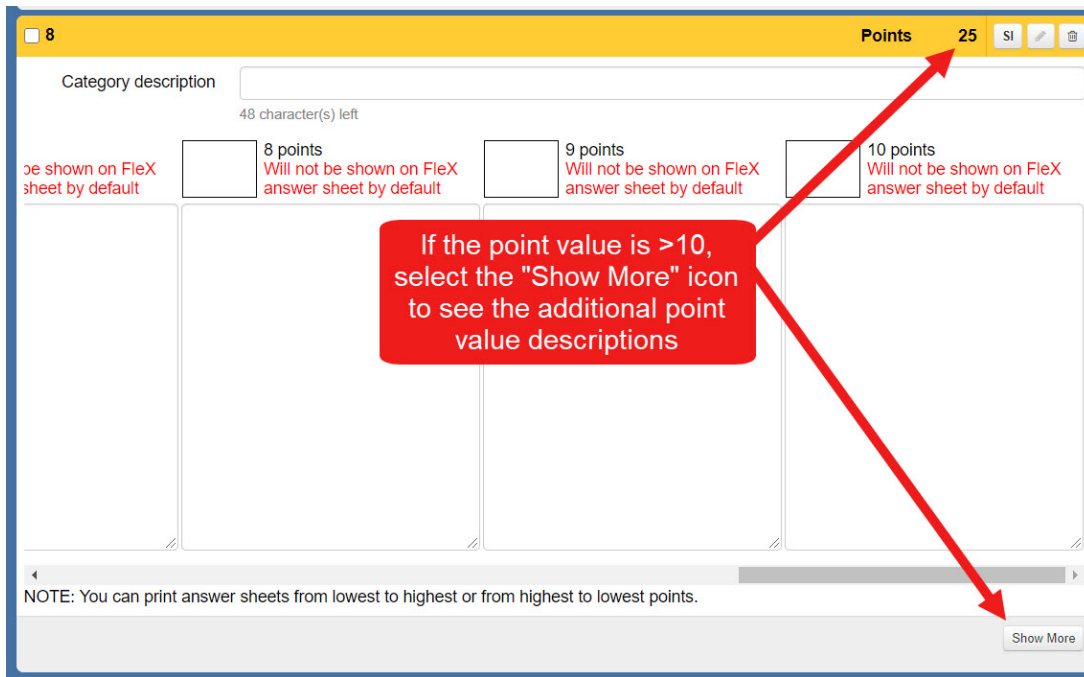 8 Points 25 SI
Category description
48 character(s) left
be shown on FleX
sheet by default
8 points
Will not be shown on FleX
answer sheet by default
9 points
Will not be shown on FleX
answer sheet by default
10 points
Will not be shown on FleX
answer sheet by default
If the point value is >10,
select the "Show More" icon
to see the additional point
value descriptions
NOTE: You can print answer sheets from lowest to highest or from highest to lowest points.
Show More